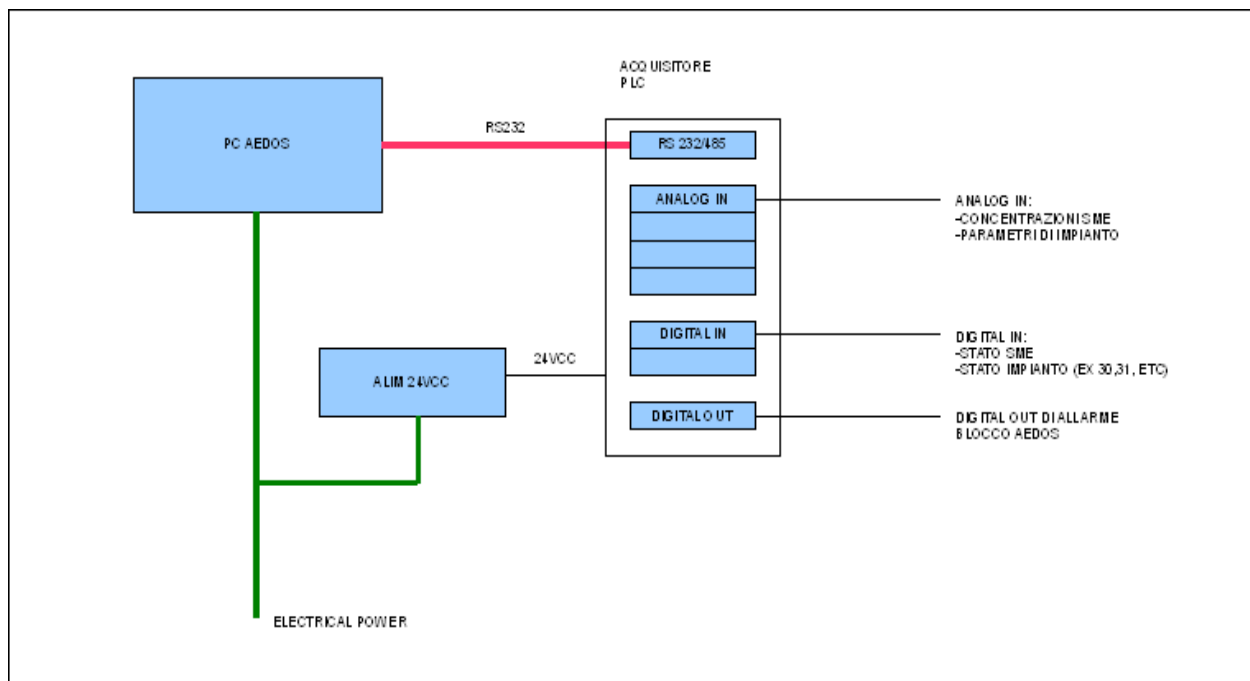 ACQUISITORE
PLC
PC AEDOS
RS232
RS 232/485
ANALOG IN
ANALOG IN:
-CONCENTRAZIONI SME
-PARAMETRI DI IMPIANTO
DIGITAL IN
DIGITAL IN:
-STATO SME
-STATO IMPIANTO (EX 30,31, ETC)
24VCC
ALIM 24VCC
DIGITAL OUT
DIGITAL OUT DI ALLARME
BLOCCO AEDOS
ELECTRICAL POWER